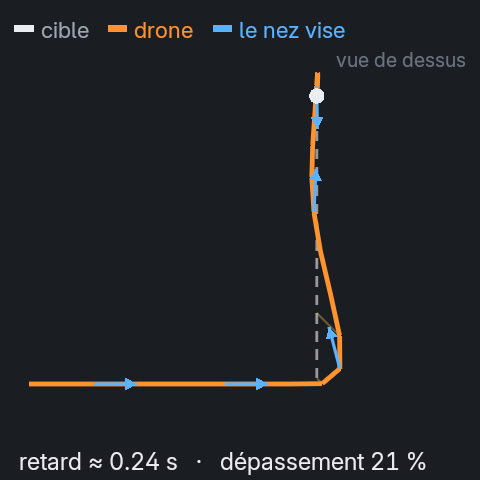 cible drone le nez vise
vue de dessus
retard ≈ 0.24 s · dépassement 21 %